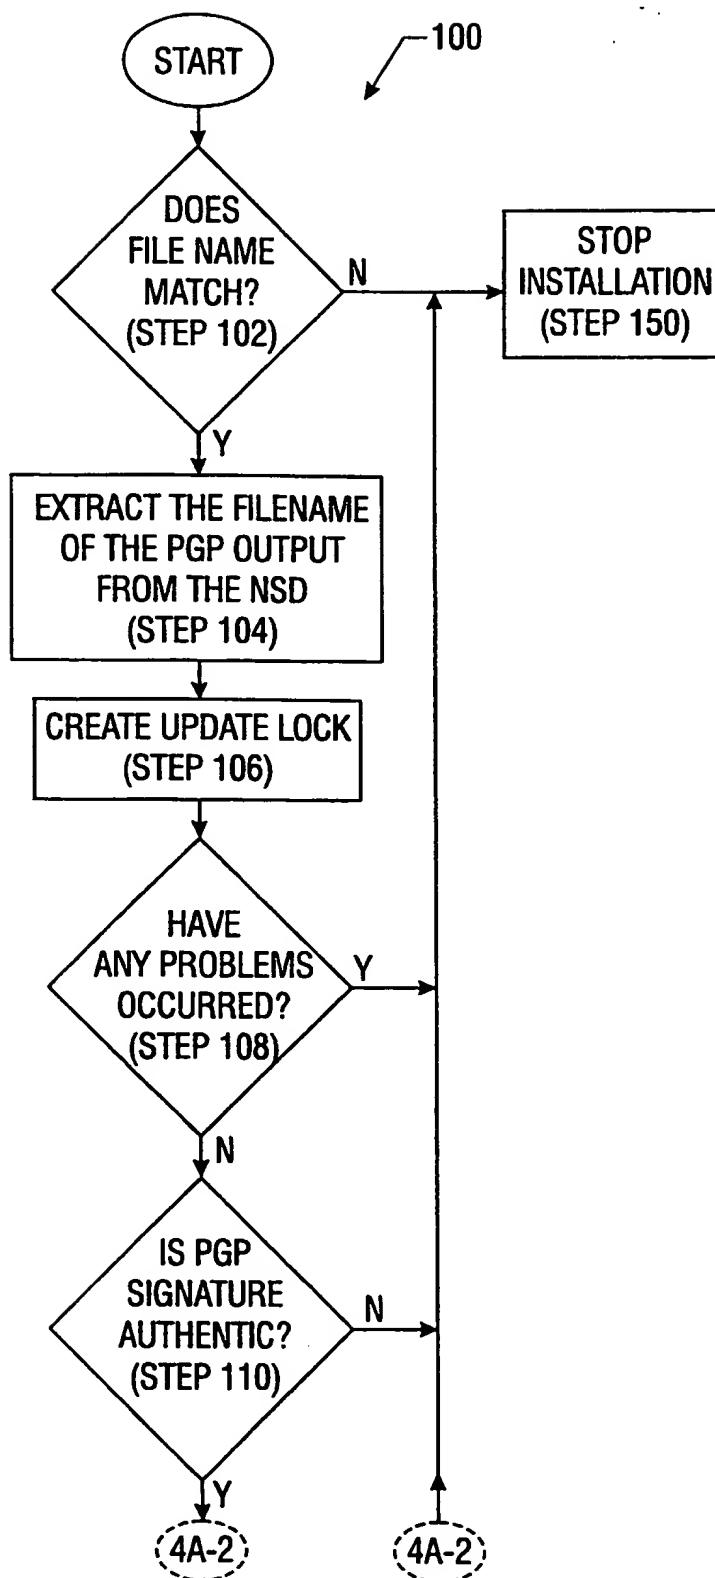 START
100
DOES
FILE NAME
MATCH?
(STEP 102)
N
STOP
INSTALLATION
(STEP 150)
Y
EXTRACT THE FILENAME
OF THE PGP OUTPUT
FROM THE NSD
(STEP 104)
CREATE UPDATE LOCK
(STEP 106)
HAVE
ANY PROBLEMS
OCCURRED?
(STEP 108)
Y
N
IS PGP
SIGNATURE
AUTHENTIC?
(STEP 110)
N
Y
4A-2
4A-2